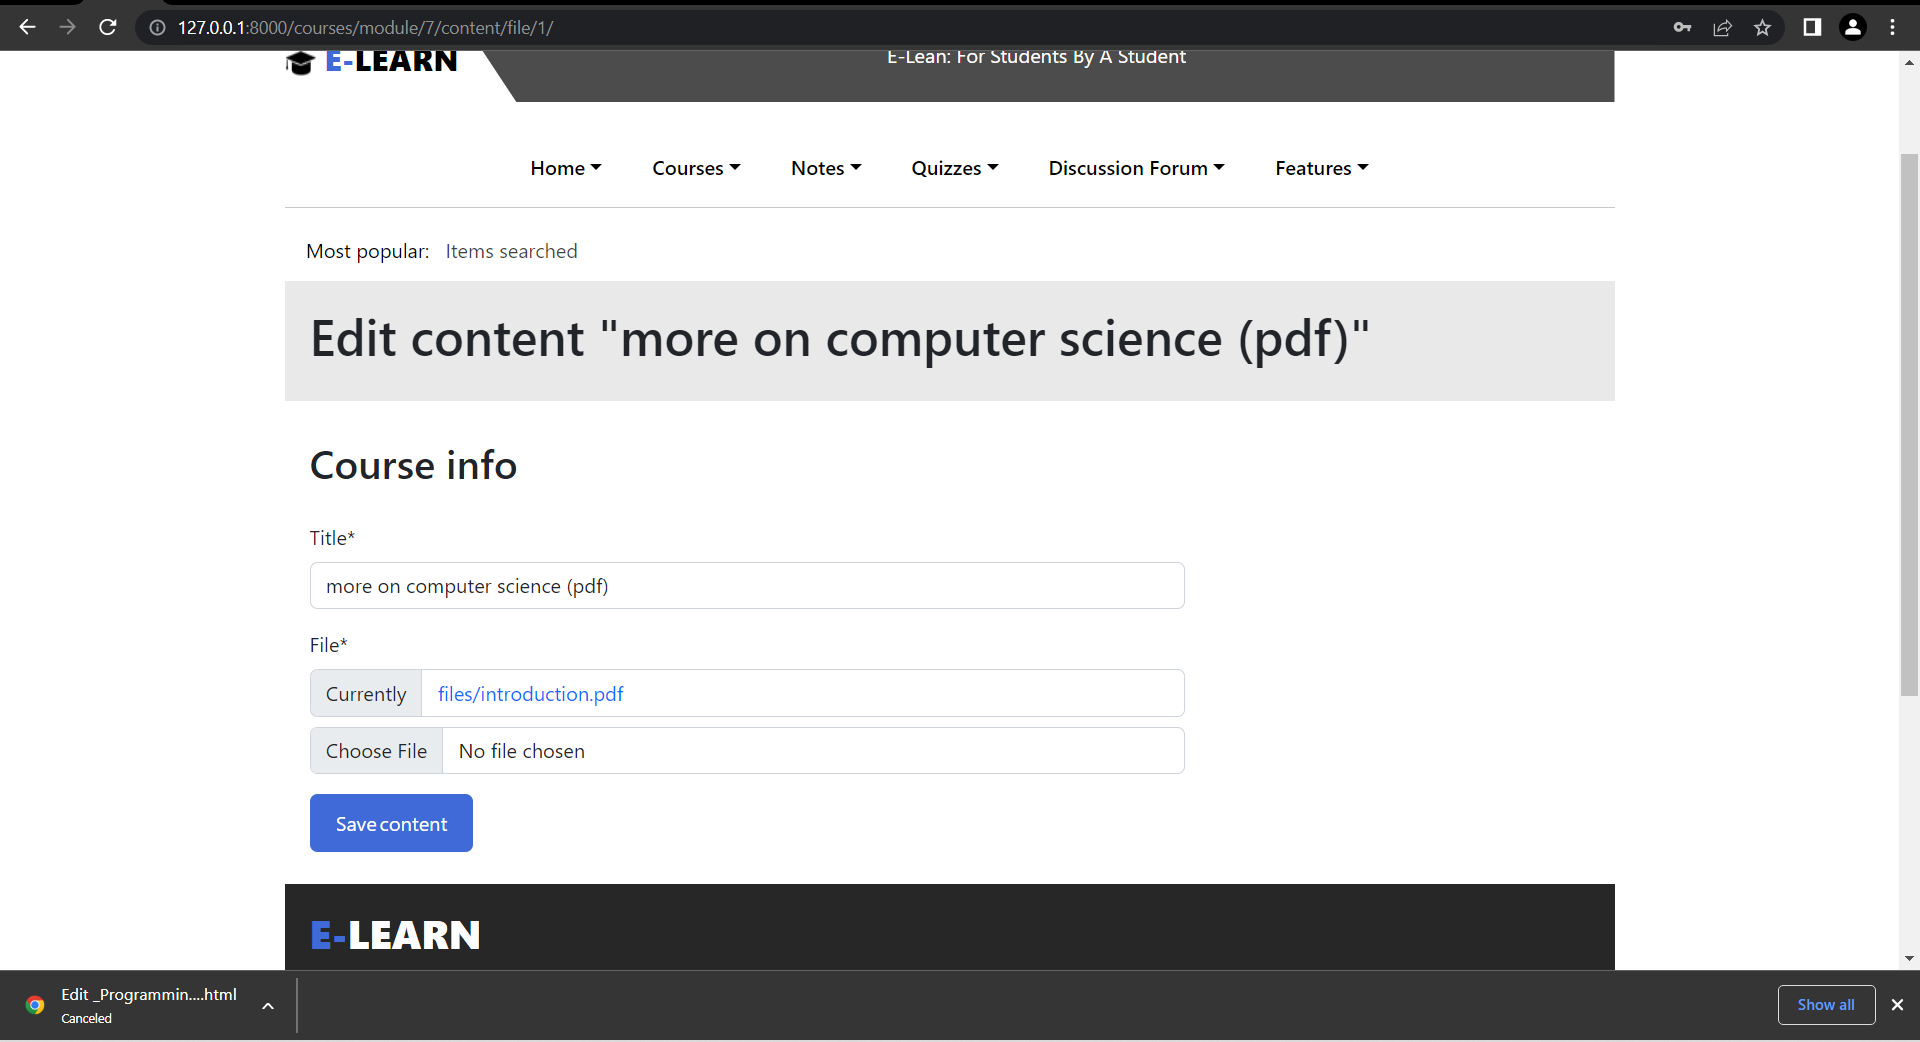 127.0.0.1:8000/courses/module/7/content/file/1/
E-LEARN
E-Lean: For Students By A Student
Home Courses Notes Quizzes Discussion Forum Features
Most popular: Items searched
Edit content "more on computer science (pdf)"
Course info
Title*
more on computer science (pdf)
File*
Currently files/introduction.pdf
Choose File No file chosen
Save content
E-LEARN
Edit _Programmin....html
Canceled
Show all